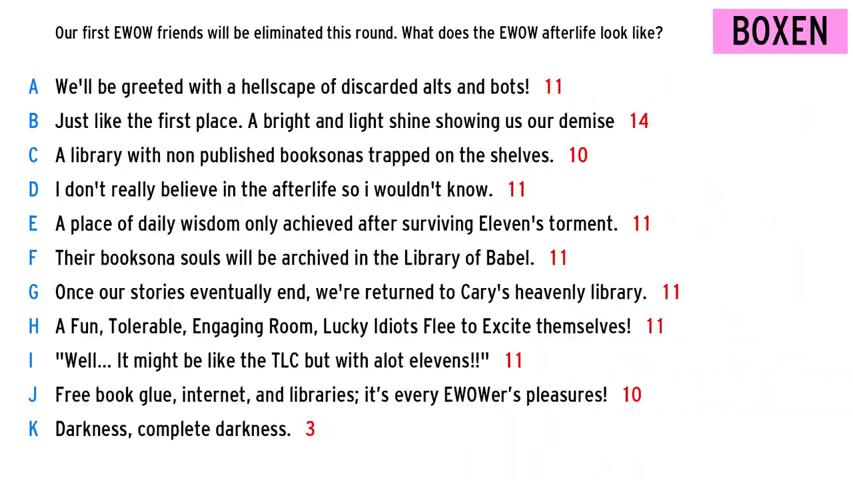 Our first EWOW friends will be eliminated this round. What does the EWOW afterlife look like?
BOXEN
A We'll be greeted with a hellscape of discarded alts and bots! 11
B Just like the first place. A bright and light shine showing us our demise 14
C A library with non published booksonas trapped on the shelves. 10
D I don't really believe in the afterlife so i wouldn't know. 11
E A place of daily wisdom only achieved after surviving Eleven's torment. 11
F Their booksona souls will be archived in the Library of Babel. 11
G Once our stories eventually end, we're returned to Cary's heavenly library. 11
H A Fun, Tolerable, Engaging Room, Lucky Idiots Flee to Excite themselves! 11
I "Well... It might be like the TLC but with alot elevens!!" 11
J Free book glue, internet, and libraries; it’s every EWOWer’s pleasures! 10
K Darkness, complete darkness. 3